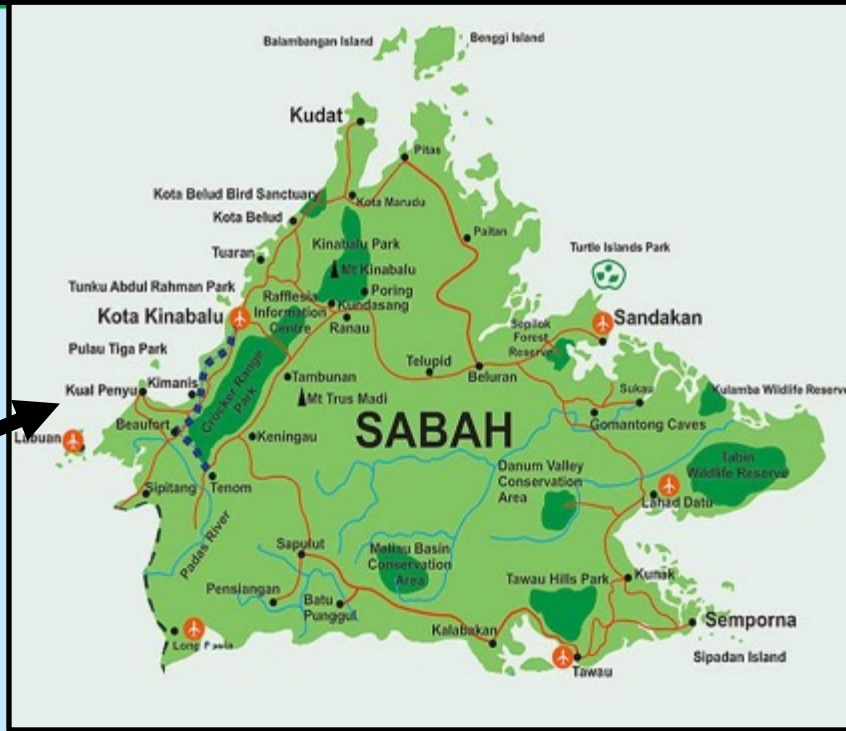 Balambangan Island
Benggi Island
Kudat
Pitas
Kota Belud Bird Sanctuary
Kota Marudu
Kota Belud
Paitan
Kinabalu Park
Tuaran
Turtle Islands Park
Mt Kinabalu
Tunku Abdul Rahman Park
Poring
Rafflesia
Information
Centre
Kundasang
Kota Kinabalu
Ranau
Sandakan
Sepilok
Forest
Reserve
Pulau Tiga Park
Telupid
Beluran
Kual Penyu
Kimanis
Crocker Range
Park
Tambunan
Mt Trus Madi
Sukau
Kulamba Wildlife Reserve
Gomantong Caves
Beaufort
Labuan
Keningau
SABAH
Danum Valley
Conservation
Area
Tabin
Wildlife Reserve
Sipitang
Tenom
Lahad Datu
Padas River
Sapulut
Maliau Basin
Conservation
Area
Pensiangan
Batu
Punggul
Tawau Hills Park
Kunak
Kalabakan
Semporna
Long
Sipadan Island
Tawau